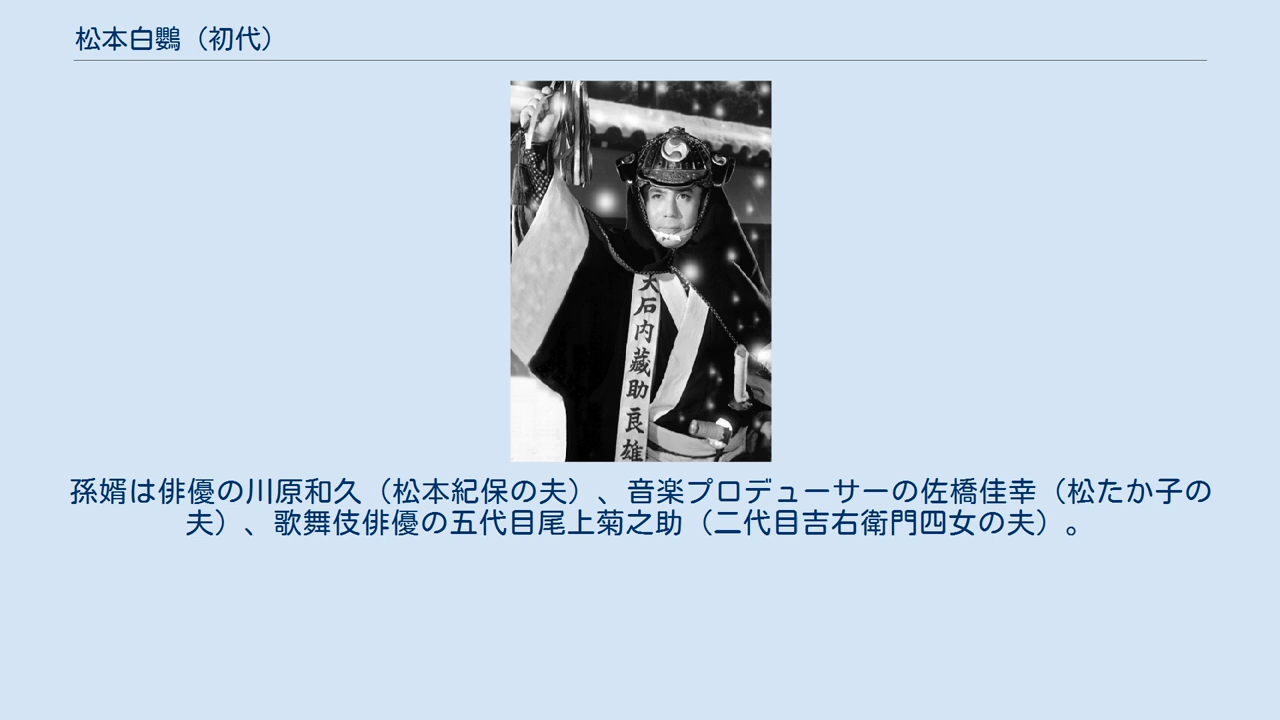 松本白鸚（初代）
大石内蔵助良雄
孫婿は俳優の川原和久（松本紀保の夫）、音楽プロデューサーの佐橋佳幸（松たか子の
夫）、歌舞伎俳優の五代目尾上菊之助（二代目吉右衛門四女の夫）。